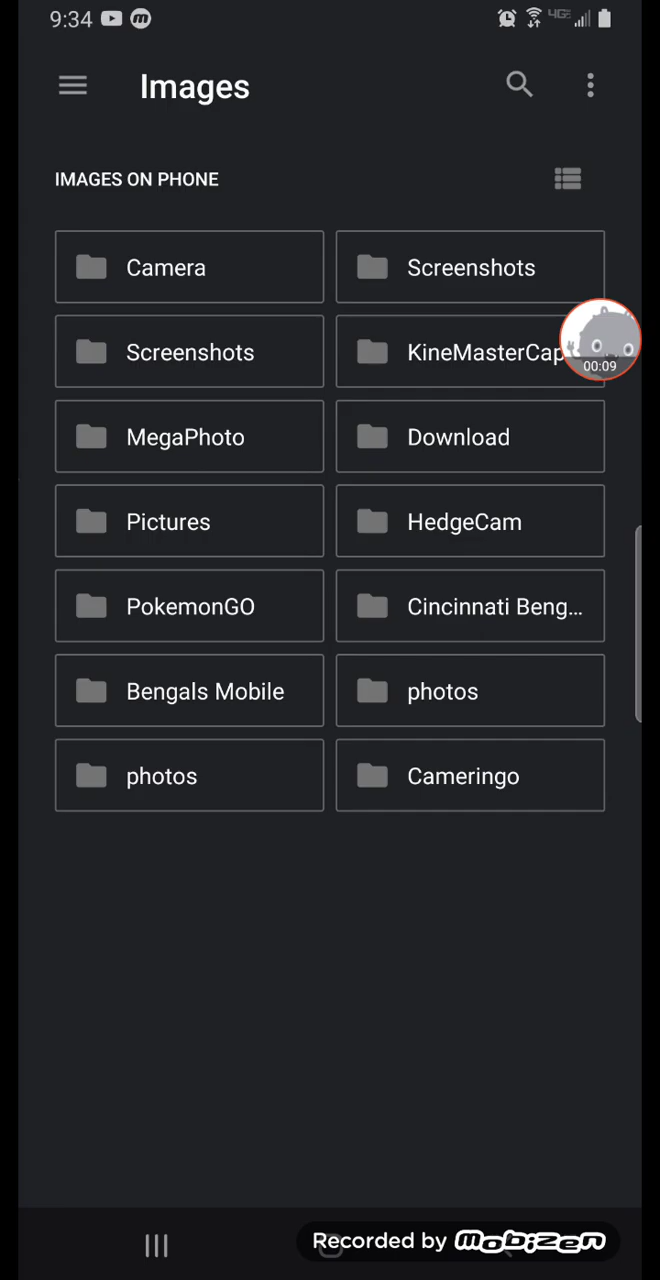 9:34
4GE
Images
IMAGES ON PHONE
Camera
Screenshots
Screenshots
KineMasterCap
00:09
MegaPhoto
Download
Pictures
HedgeCam
PokemonGO
Cincinnati Beng...
Bengals Mobile
photos
photos
Cameringo
Recorded by mobizen